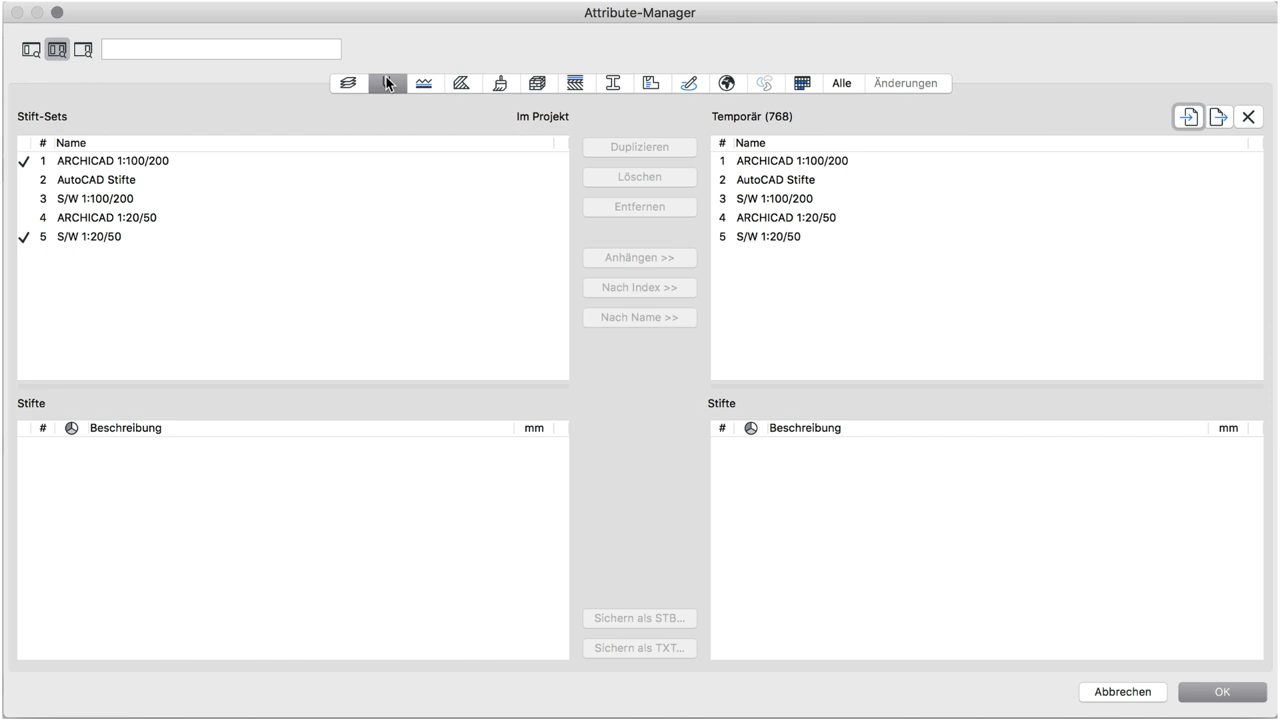 Attribute-Manager
Alle Änderungen
Stift-Sets Im Projekt
# Name
1 ARCHICAD 1:100/200
2 AutoCAD Stifte
3 S/W 1:100/200
4 ARCHICAD 1:20/50
5 S/W 1:20/50
Duplizieren
Löschen
Entfernen
Anhängen >>
Nach Index >>
Nach Name >>
Temporär (768)
# Name
1 ARCHICAD 1:100/200
2 AutoCAD Stifte
3 S/W 1:100/200
4 ARCHICAD 1:20/50
5 S/W 1:20/50
Stifte
# Beschreibung mm
Sichern als STB...
Sichern als TXT...
Stifte
# Beschreibung mm
Abbrechen OK